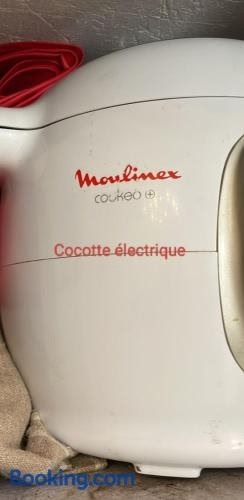 Moulinex
cookeo +
Cocotte électrique
Booking.com